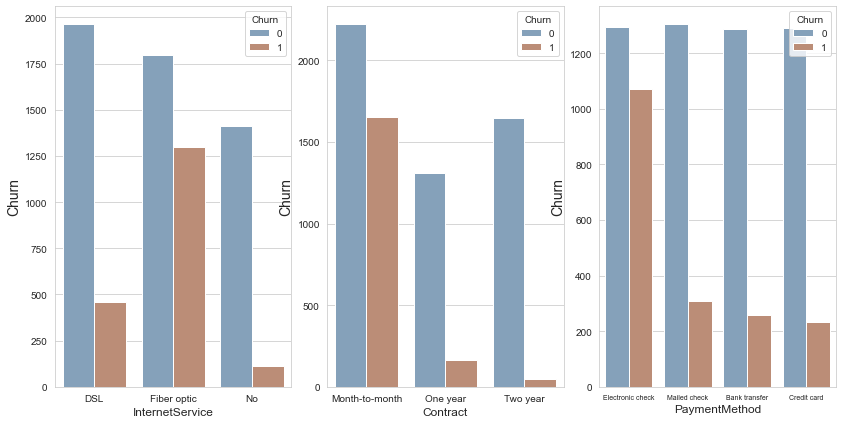 Churn
2000
1750
1500
1250
1000
750
500
250
0
Churn
0
1
DSL
Fiber optic
No
InternetService
Churn
2000
1500
1000
500
0
Churn
0
1
Month-to-month
One year
Two year
Contract
Churn
1200
1000
800
600
400
200
0
Churn
0
1
Electronic check
Mailed check
Bank transfer
Credit card
PaymentMethod